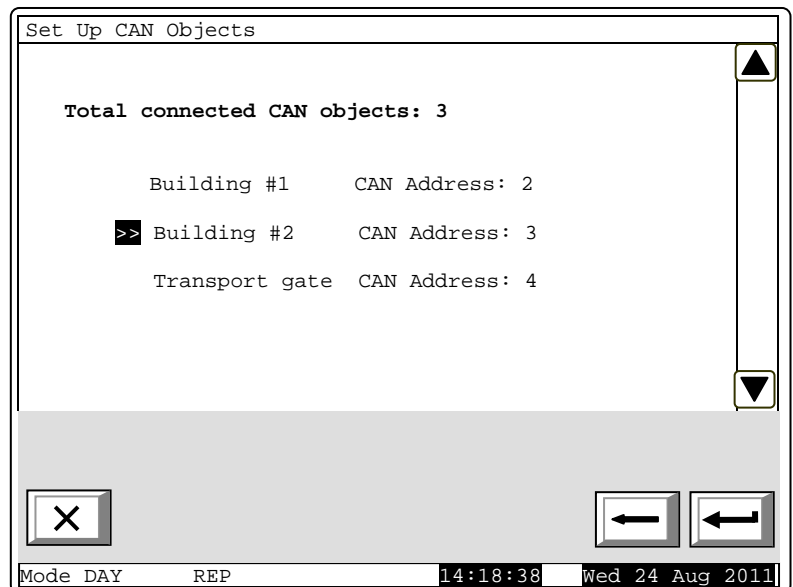 Set Up CAN Objects
Total connected CAN objects: 3
Building #1 CAN Address: 2
>> Building #2 CAN Address: 3
Transport gate CAN Address: 4
Mode DAY REP 14:18:38 Wed 24 Aug 2011